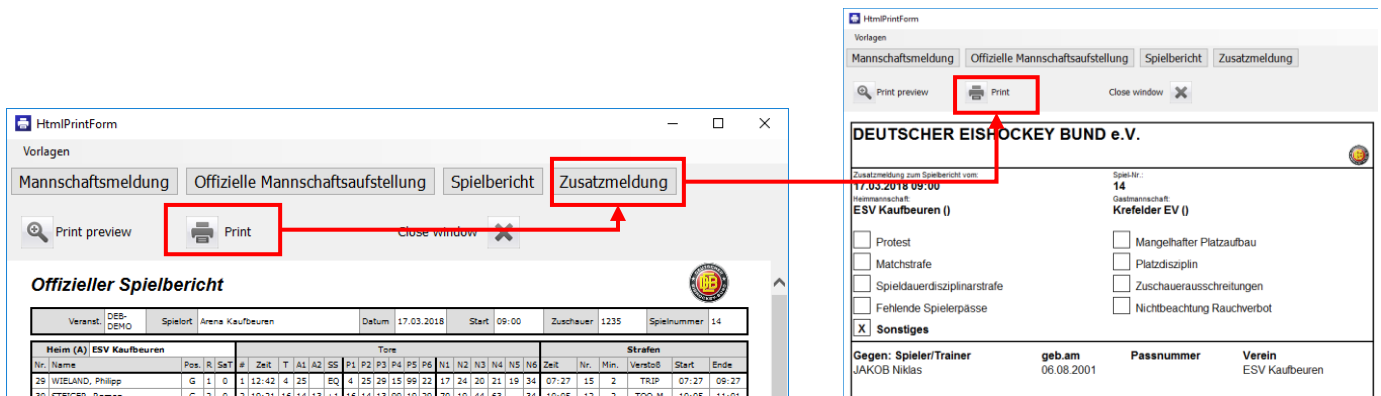 HtmlPrintForm
Vorlagen
Mannschaftsmeldung Offizielle Mannschaftsaufstellung Spielbericht Zusatzmeldung
Print preview Print Close window
Offizieller Spielbericht
Veranst. DEB-DEMO Spielort Arena Kaufbeuren Datum 17.03.2018 Start 09:00 Zuschauer 1235 Spielnummer 14
Heim (A) ESV Kaufbeuren Tore Strafen
Nr. Name Pos. R SaT # Zeit T A1 A2 SS P1 P2 P3 P4 P5 P6 N1 N2 N3 N4 N5 N6 Zeit Nr. Min. Verstoß Start Ende
29 WIELAND, Philipp G 1 0 1 12:42 4 25 EQ 4 25 29 15 99 22 17 24 20 21 19 34 07:27 15 2 TRIP 07:27 09:27
HtmlPrintForm
Vorlagen
Mannschaftsmeldung Offizielle Mannschaftsaufstellung Spielbericht Zusatzmeldung
Print preview Print Close window
DEUTSCHER EISHOCKEY BUND e.V.
Zusatzmeldung zum Spielbericht vom: Spiel-Nr.:
17.03.2018 09:00 14
Heimmannschaft: Gastmannschaft:
ESV Kaufbeuren () Krefelder EV ()
Protest Mangelhafter Platzaufbau
Matchstrafe Platzdisziplin
Spieldauerdisziplinarstrafe Zuschauerausschreitungen
Fehlende Spielerpässe Nichtbeachtung Rauchverbot
X Sonstiges
Gegen: Spieler/Trainer geb.am Passnummer Verein
JAKOB Niklas 06.08.2001 ESV Kaufbeuren